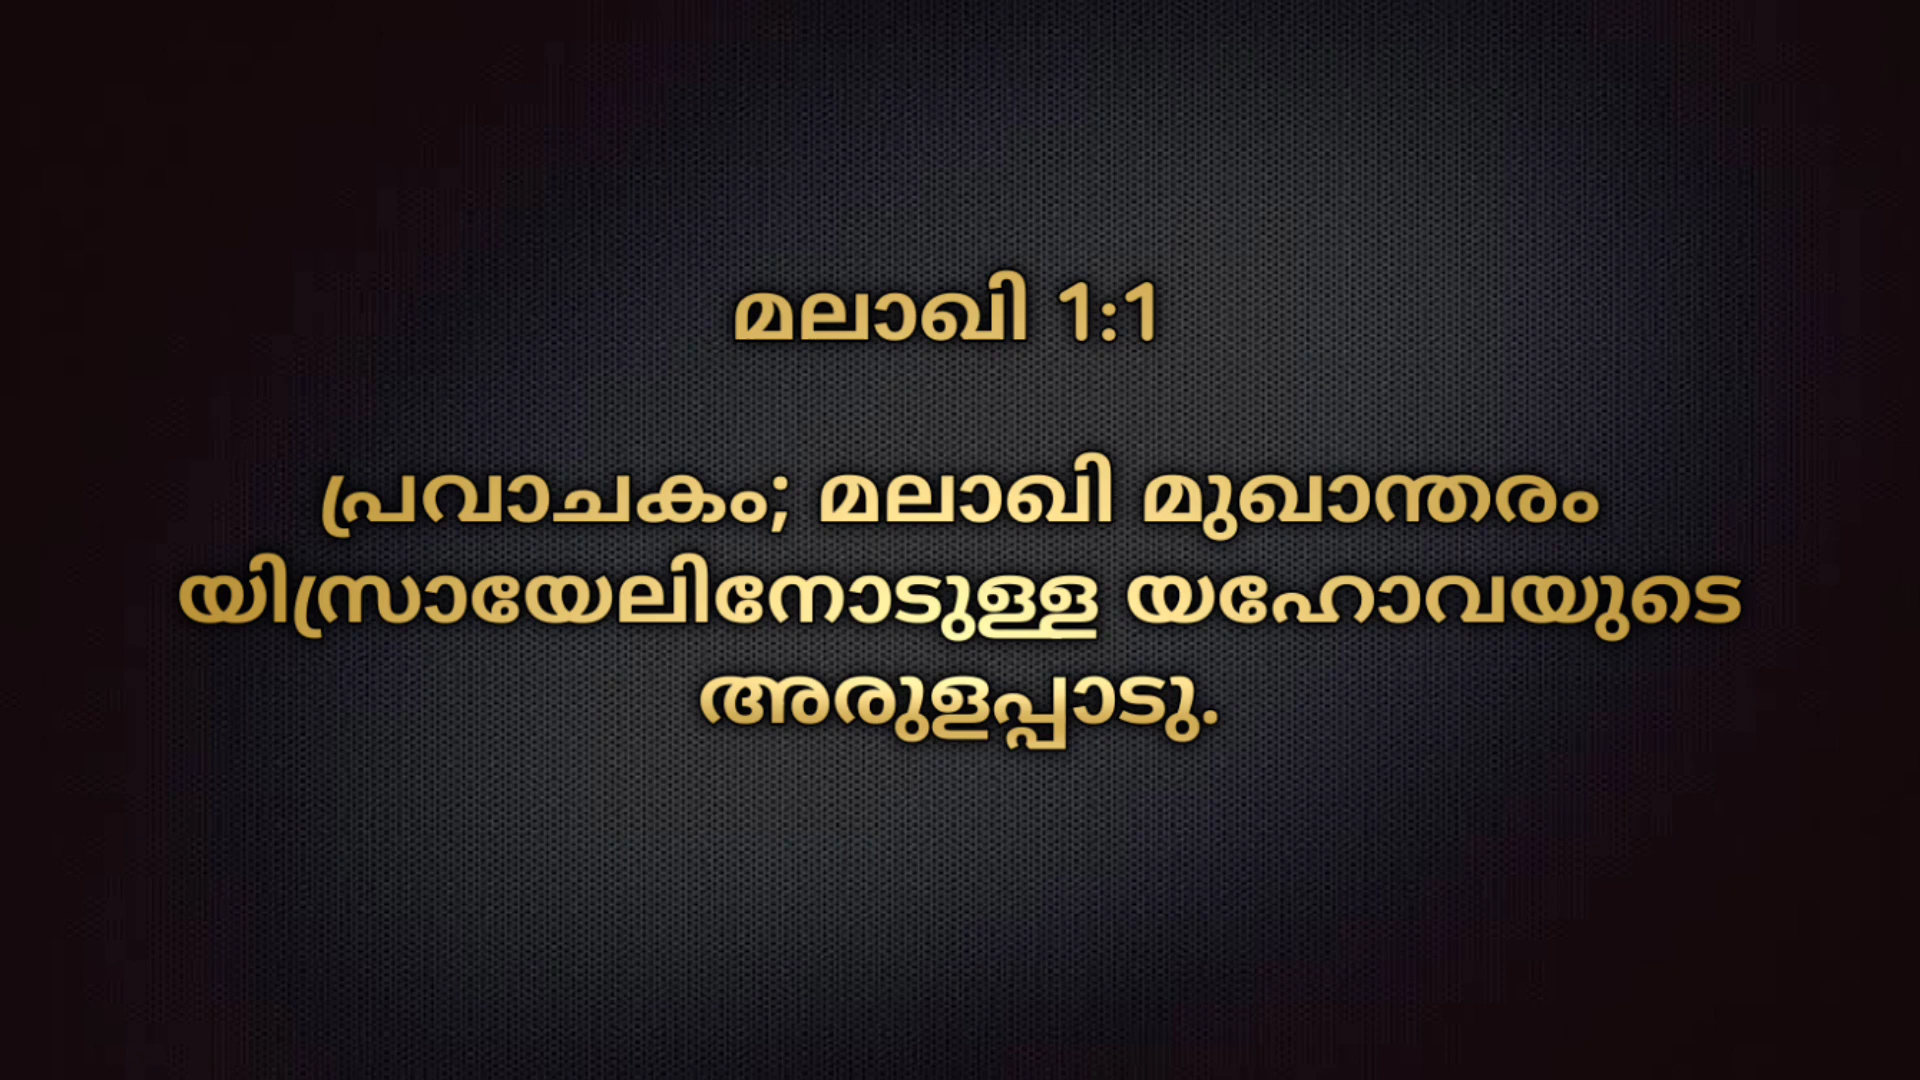 മലാഖി 1:1
പ്രവാചകം; മലാഖി മുഖാന്തരം
യിസ്രായേലിനോടുള്ള യഹോവയുടെ
അരുളപ്പാടു.